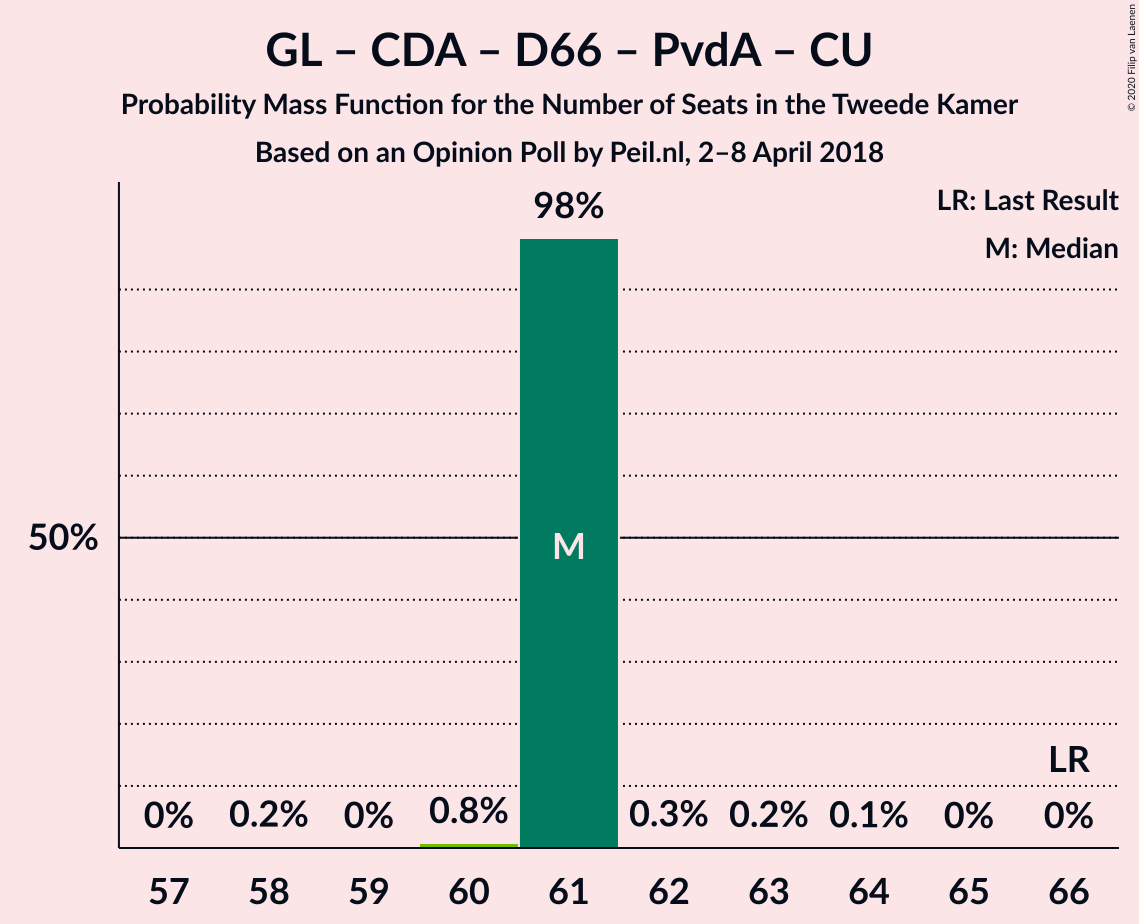 GL – CDA – D66 – PvdA – CU
Probability Mass Function for the Number of Seats in the Tweede Kamer
Based on an Opinion Poll by Peil.nl, 2–8 April 2018
© 2020 Filip van Laenen
LR: Last Result
M: Median
98%
50%
M
LR
0% 0.2% 0% 0.8% 0.3% 0.2% 0.1% 0% 0%
57 58 59 60 61 62 63 64 65 66